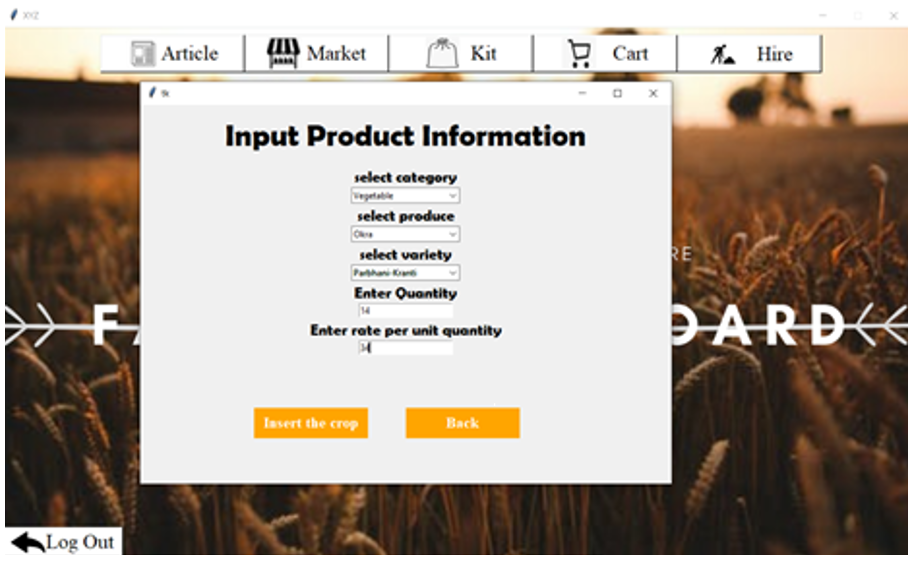 XYZ
Article Market Kit Cart Hire
tk
Input Product Information
select category
Vegetable
select produce
Okra
select variety
Parbhani-Kranti
Enter Quantity
14
Enter rate per unit quantity
34
Insert the crop Back
RE
F OARD
Log Out